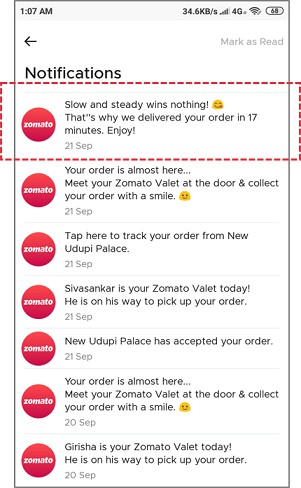 1:07 AM 34.6KB/s 4G 68
Mark as Read
Notifications
zomato
Slow and steady wins nothing! 😋
That"s why we delivered your order in 17
minutes. Enjoy!
21 Sep
zomato
Your order is almost here...
Meet your Zomato Valet at the door & collect
your order with a smile. 😉
21 Sep
zomato
Tap here to track your order from New
Udupi Palace.
21 Sep
zomato
Sivasankar is your Zomato Valet today!
He is on his way to pick up your order.
21 Sep
zomato
New Udupi Palace has accepted your order.
21 Sep
zomato
Your order is almost here...
Meet your Zomato Valet at the door & collect
your order with a smile. 😉
20 Sep
zomato
Girisha is your Zomato Valet today!
He is on his way to pick up your order.
20 Sep